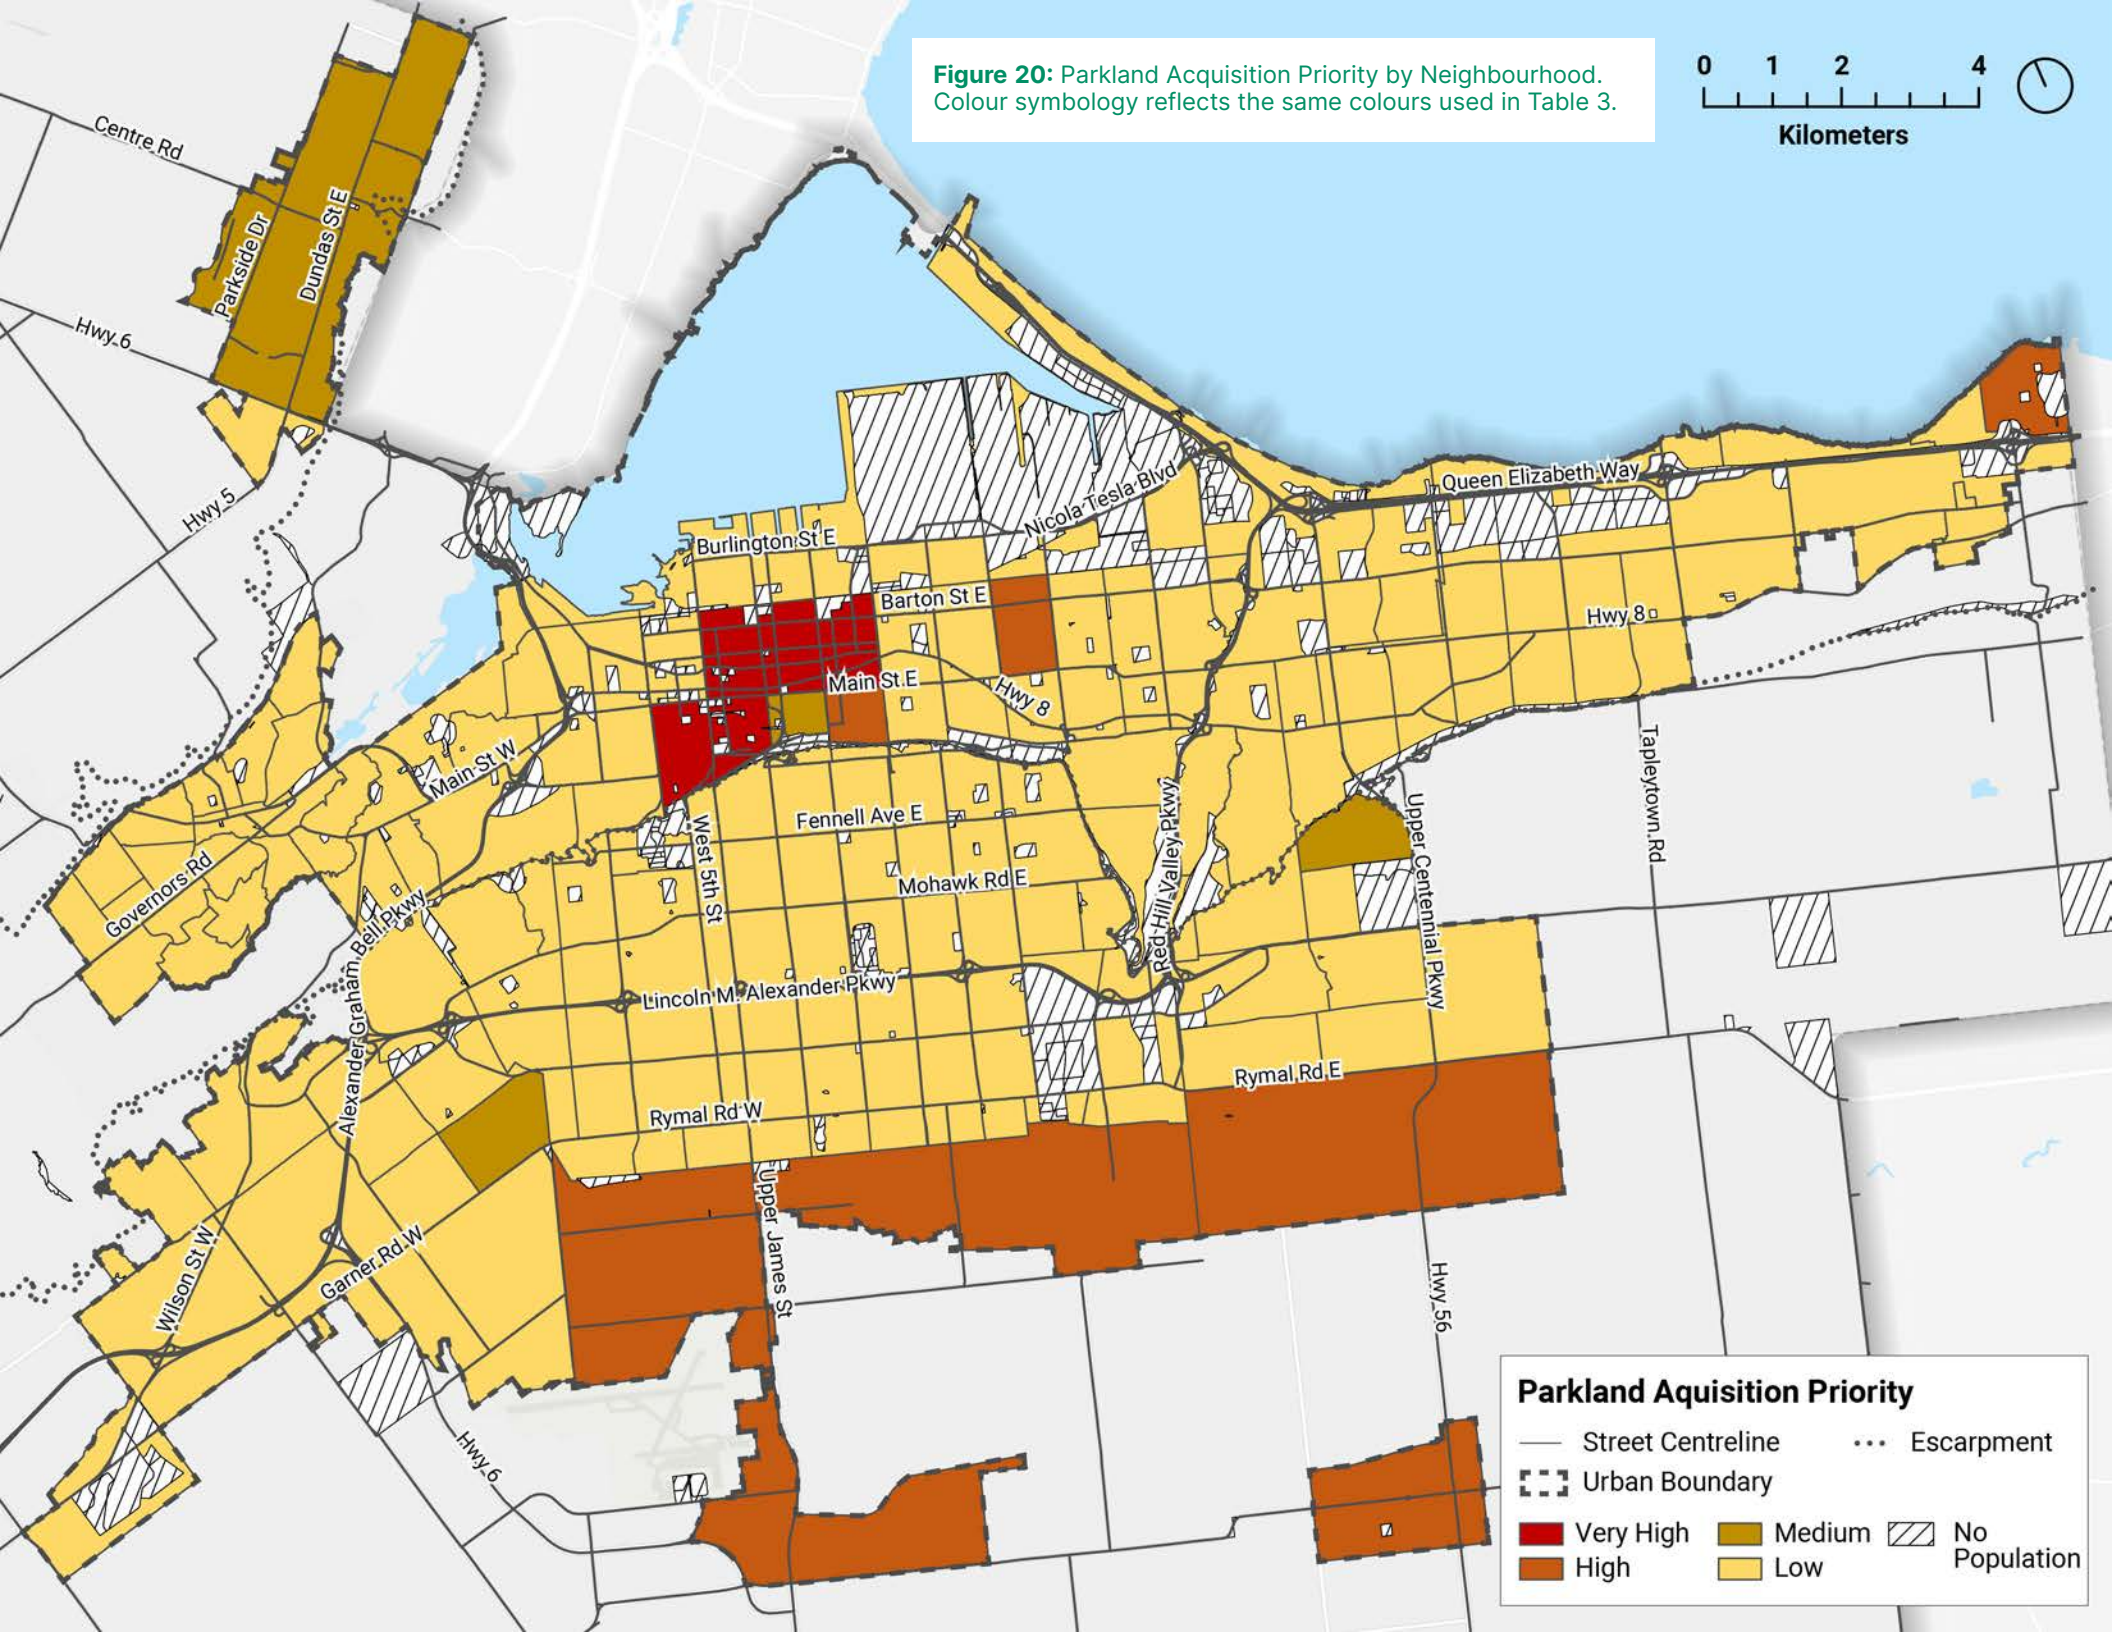 Figure 20: Parkland Acquisition Priority by Neighbourhood.
Colour symbology reflects the same colours used in Table 3.
0 1 2 4
Kilometers
Centre Rd
Parkside Dr
Dundas St E
Hwy 6
Hwy 5
Burlington St E
Nicola Tesla Blvd
Queen Elizabeth Way
Barton St E
Hwy 8
Main St E
Hwy 8
Main St W
Governors Rd
Fennell Ave E
West 5th St
Mohawk Rd E
Red Hill Valley Pkwy
Upper Centennial Pkwy
Tapleytown Rd
Alexander Graham Bell Pkwy
Lincoln M. Alexander Pkwy
Rymal Rd E
Rymal Rd W
Upper James St
Wilson St W
Garner Rd W
Hwy 56
Hwy 6
Parkland Aquisition Priority
Street Centreline
Escarpment
Urban Boundary
Very High
Medium
No
Population
High
Low